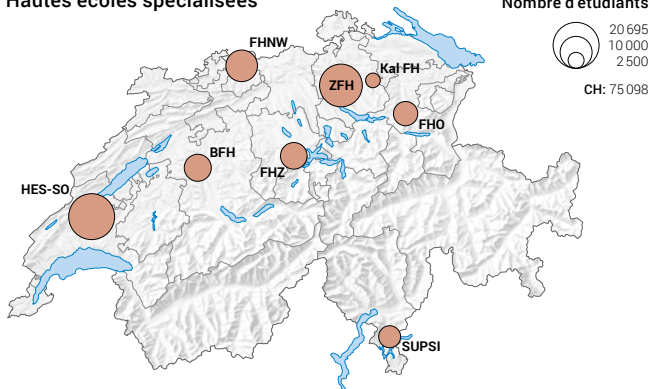 Hautes écoles spécialisées
Nombre d'étudiants
20 695
10 000
2 500
CH: 75 098
FHNW
Kal FH
ZFH
FHO
BFH
FHZ
HES-SO
SUPSI